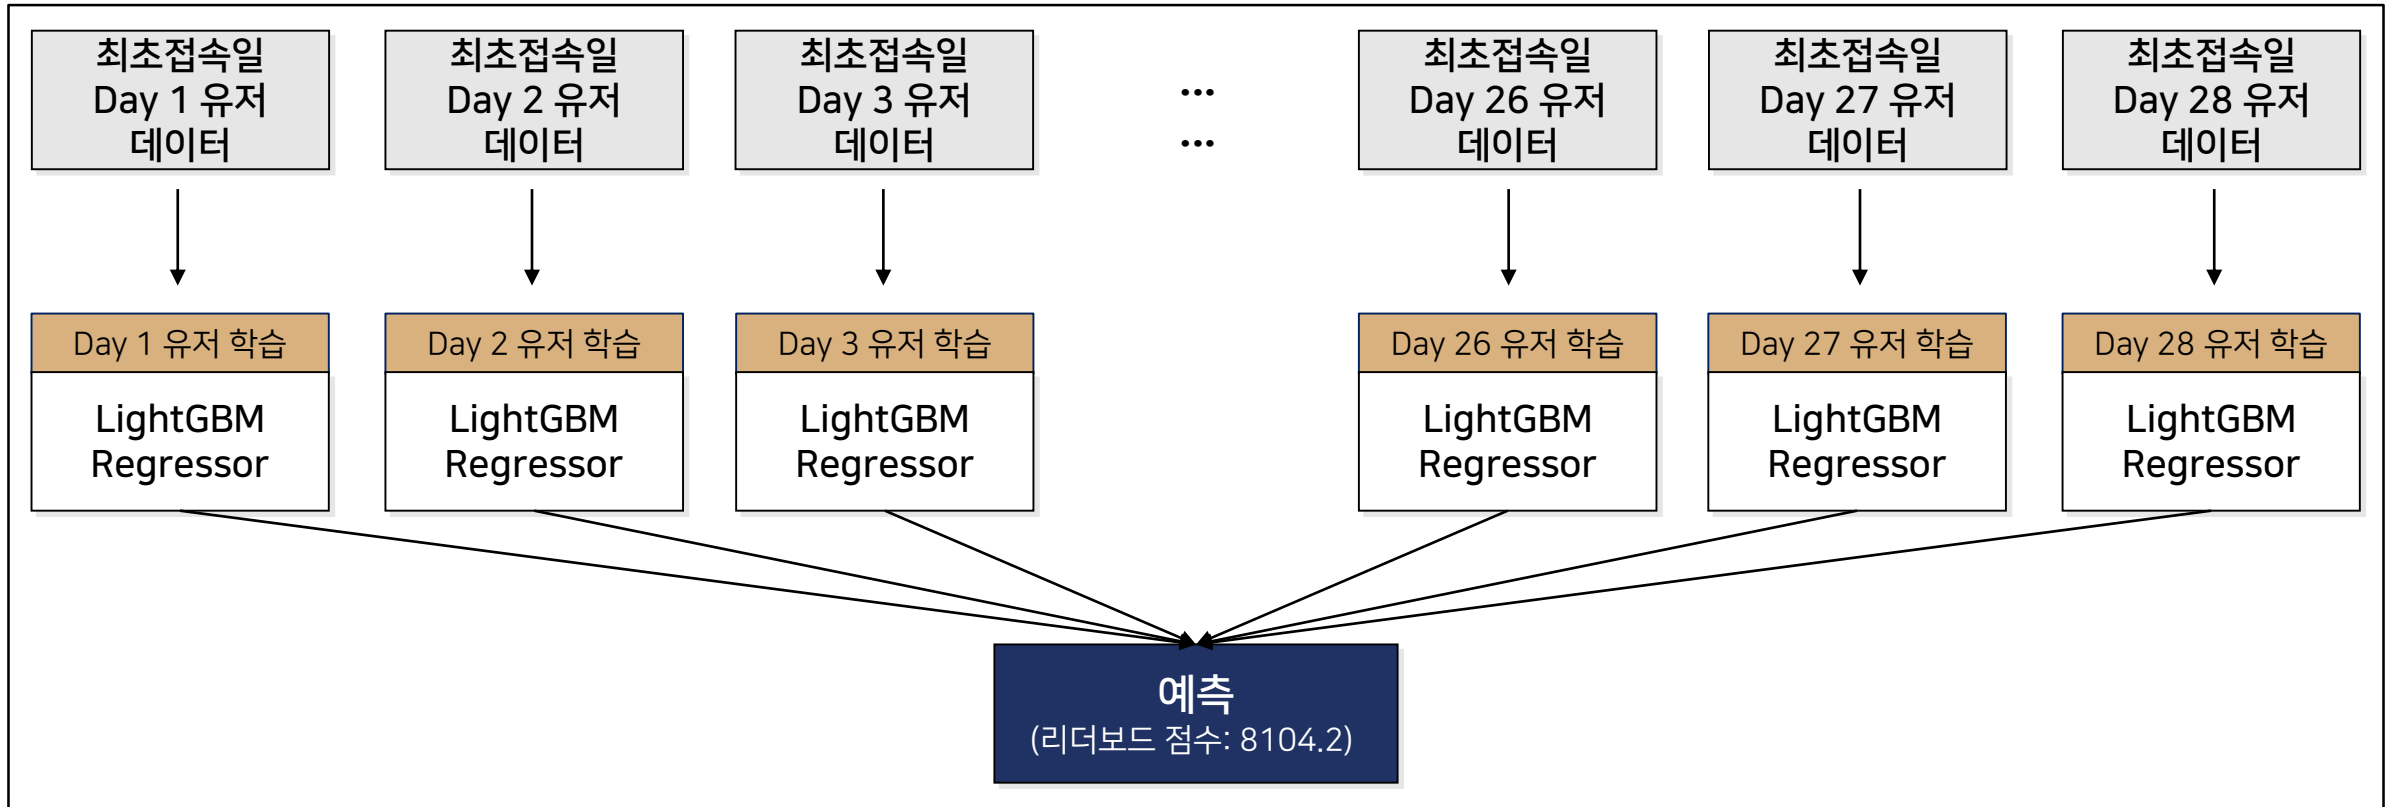 최초접속일
Day 1 유저
데이터
최초접속일
Day 2 유저
데이터
최초접속일
Day 3 유저
데이터
...
...
최초접속일
Day 26 유저
데이터
최초접속일
Day 27 유저
데이터
최초접속일
Day 28 유저
데이터
Day 1 유저 학습
LightGBM
Regressor
Day 2 유저 학습
LightGBM
Regressor
Day 3 유저 학습
LightGBM
Regressor
Day 26 유저 학습
LightGBM
Regressor
Day 27 유저 학습
LightGBM
Regressor
Day 28 유저 학습
LightGBM
Regressor
예측
(리더보드 점수: 8104.2)